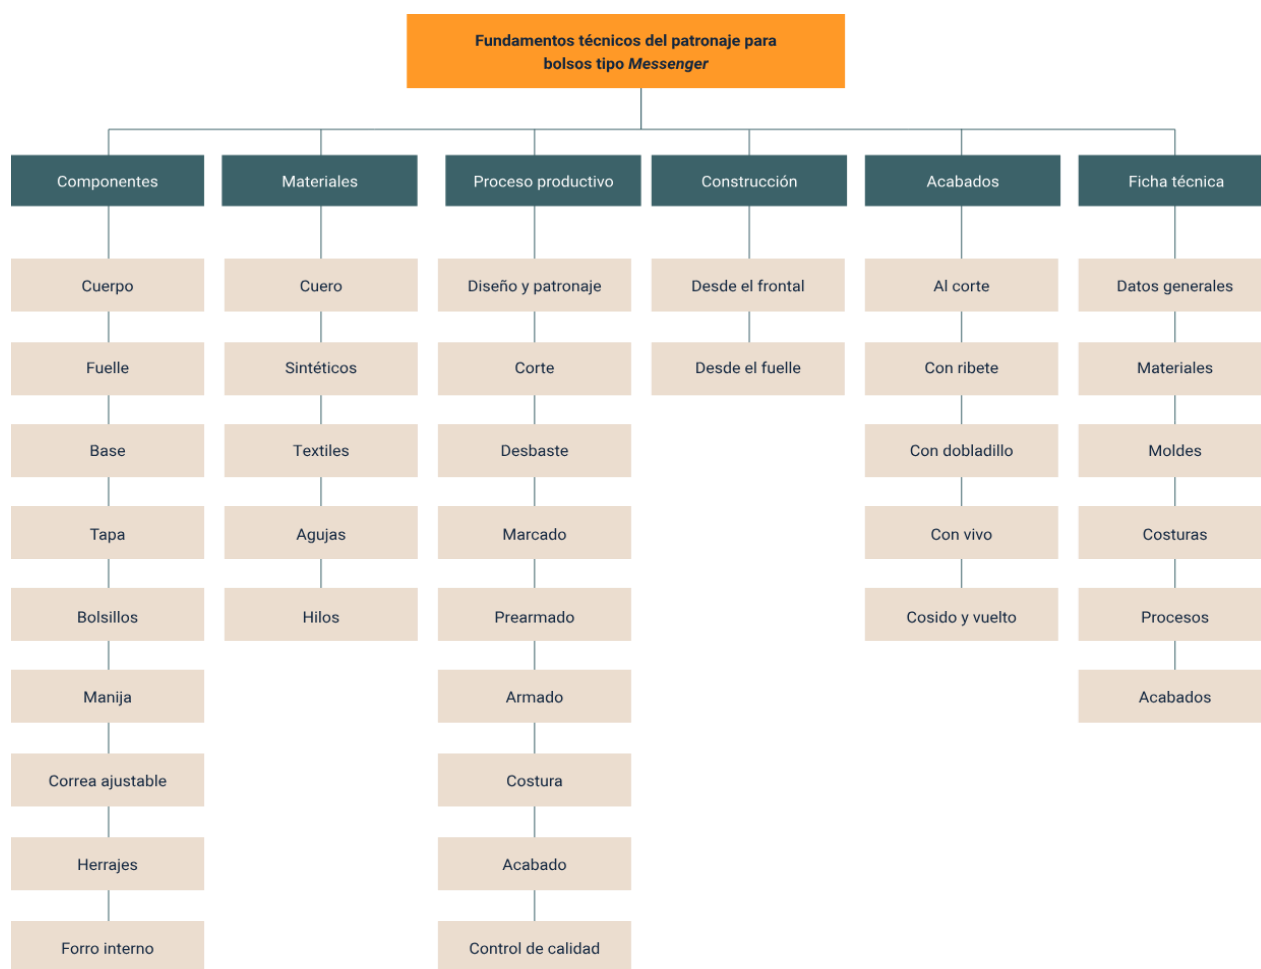 Fundamentos técnicos del patronaje para
bolsos tipo Messenger
Componentes
Materiales
Proceso productivo
Construcción
Acabados
Ficha técnica
Cuerpo
Cuero
Diseño y patronaje
Desde el frontal
Al corte
Datos generales
Fuelle
Sintéticos
Corte
Desde el fuelle
Con ribete
Materiales
Base
Textiles
Desbaste
Con dobladillo
Moldes
Tapa
Agujas
Marcado
Con vivo
Costuras
Bolsillos
Hilos
Prearmado
Cosido y vuelto
Procesos
Manija
Armado
Acabados
Correa ajustable
Costura
Herrajes
Acabado
Forro interno
Control de calidad